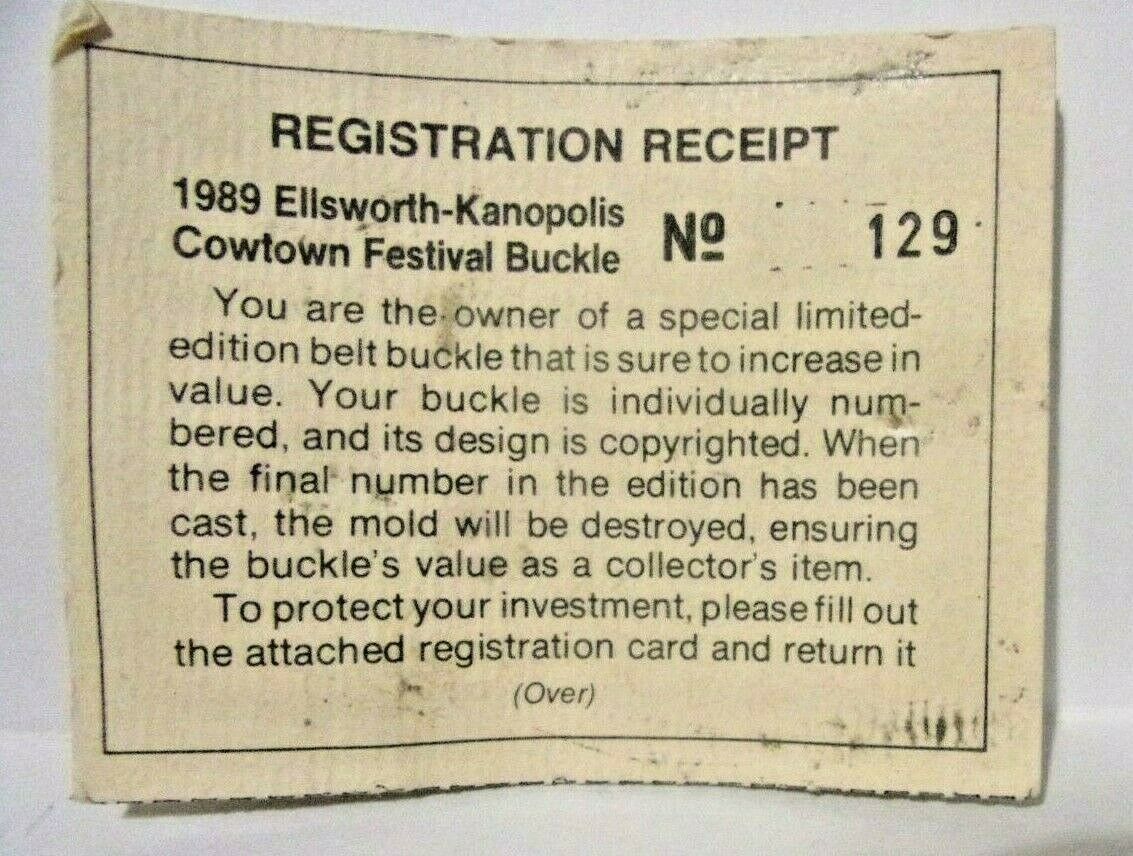 REGISTRATION RECEIPT
1989 Ellsworth-Kanopolis
Cowtown Festival Buckle
Nº 129
You are the owner of a special limited-
edition belt buckle that is sure to increase in
value. Your buckle is individually num-
bered, and its design is copyrighted. When
the final number in the edition has been
cast, the mold will be destroyed, ensuring
the buckle's value as a collector's item.
To protect your investment, please fill out
the attached registration card and return it
(Over)